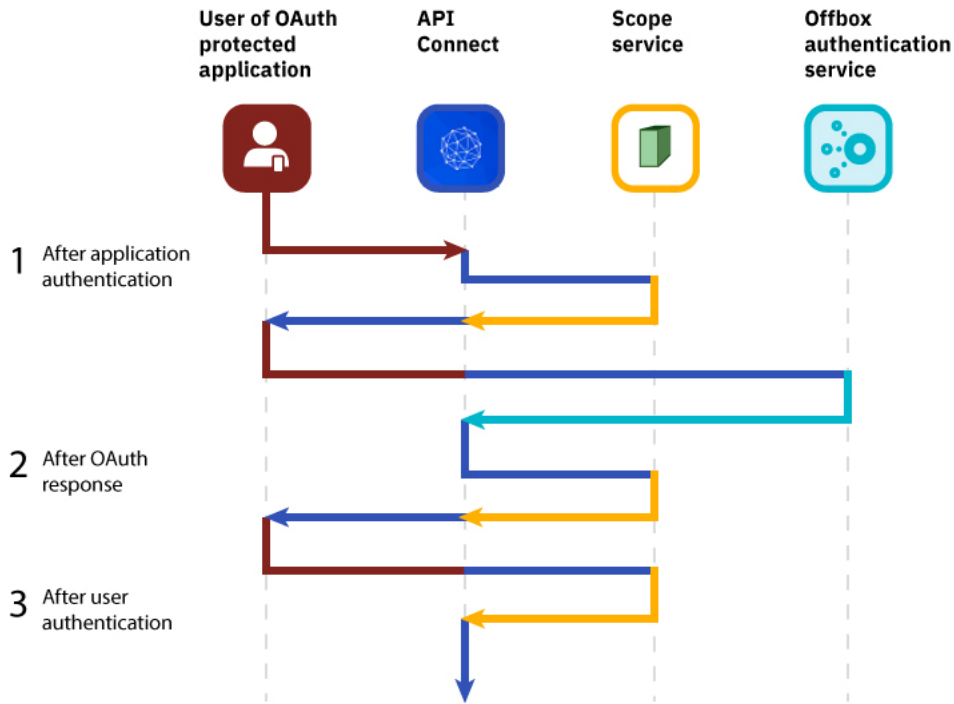 User of OAuth
protected
application
API
Connect
Scope
service
Offbox
authentication
service
1 After application
authentication
2 After OAuth
response
3 After user
authentication